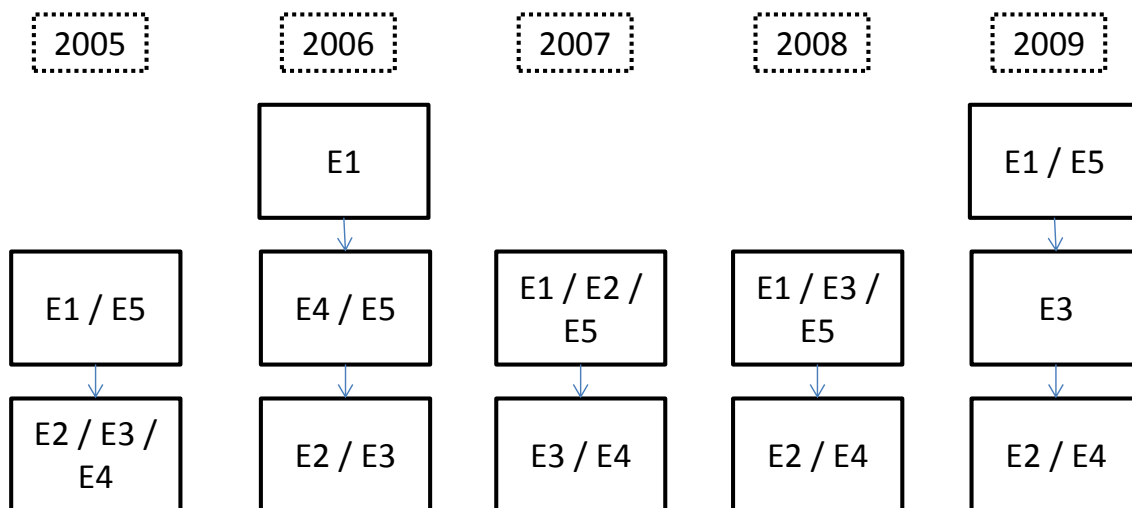 2005
2006
2007
2008
2009
E1
E1 / E5
E1 / E5
E4 / E5
E1 / E2 /
E5
E1 / E3 /
E5
E3
E2 / E3 /
E4
E2 / E3
E3 / E4
E2 / E4
E2 / E4